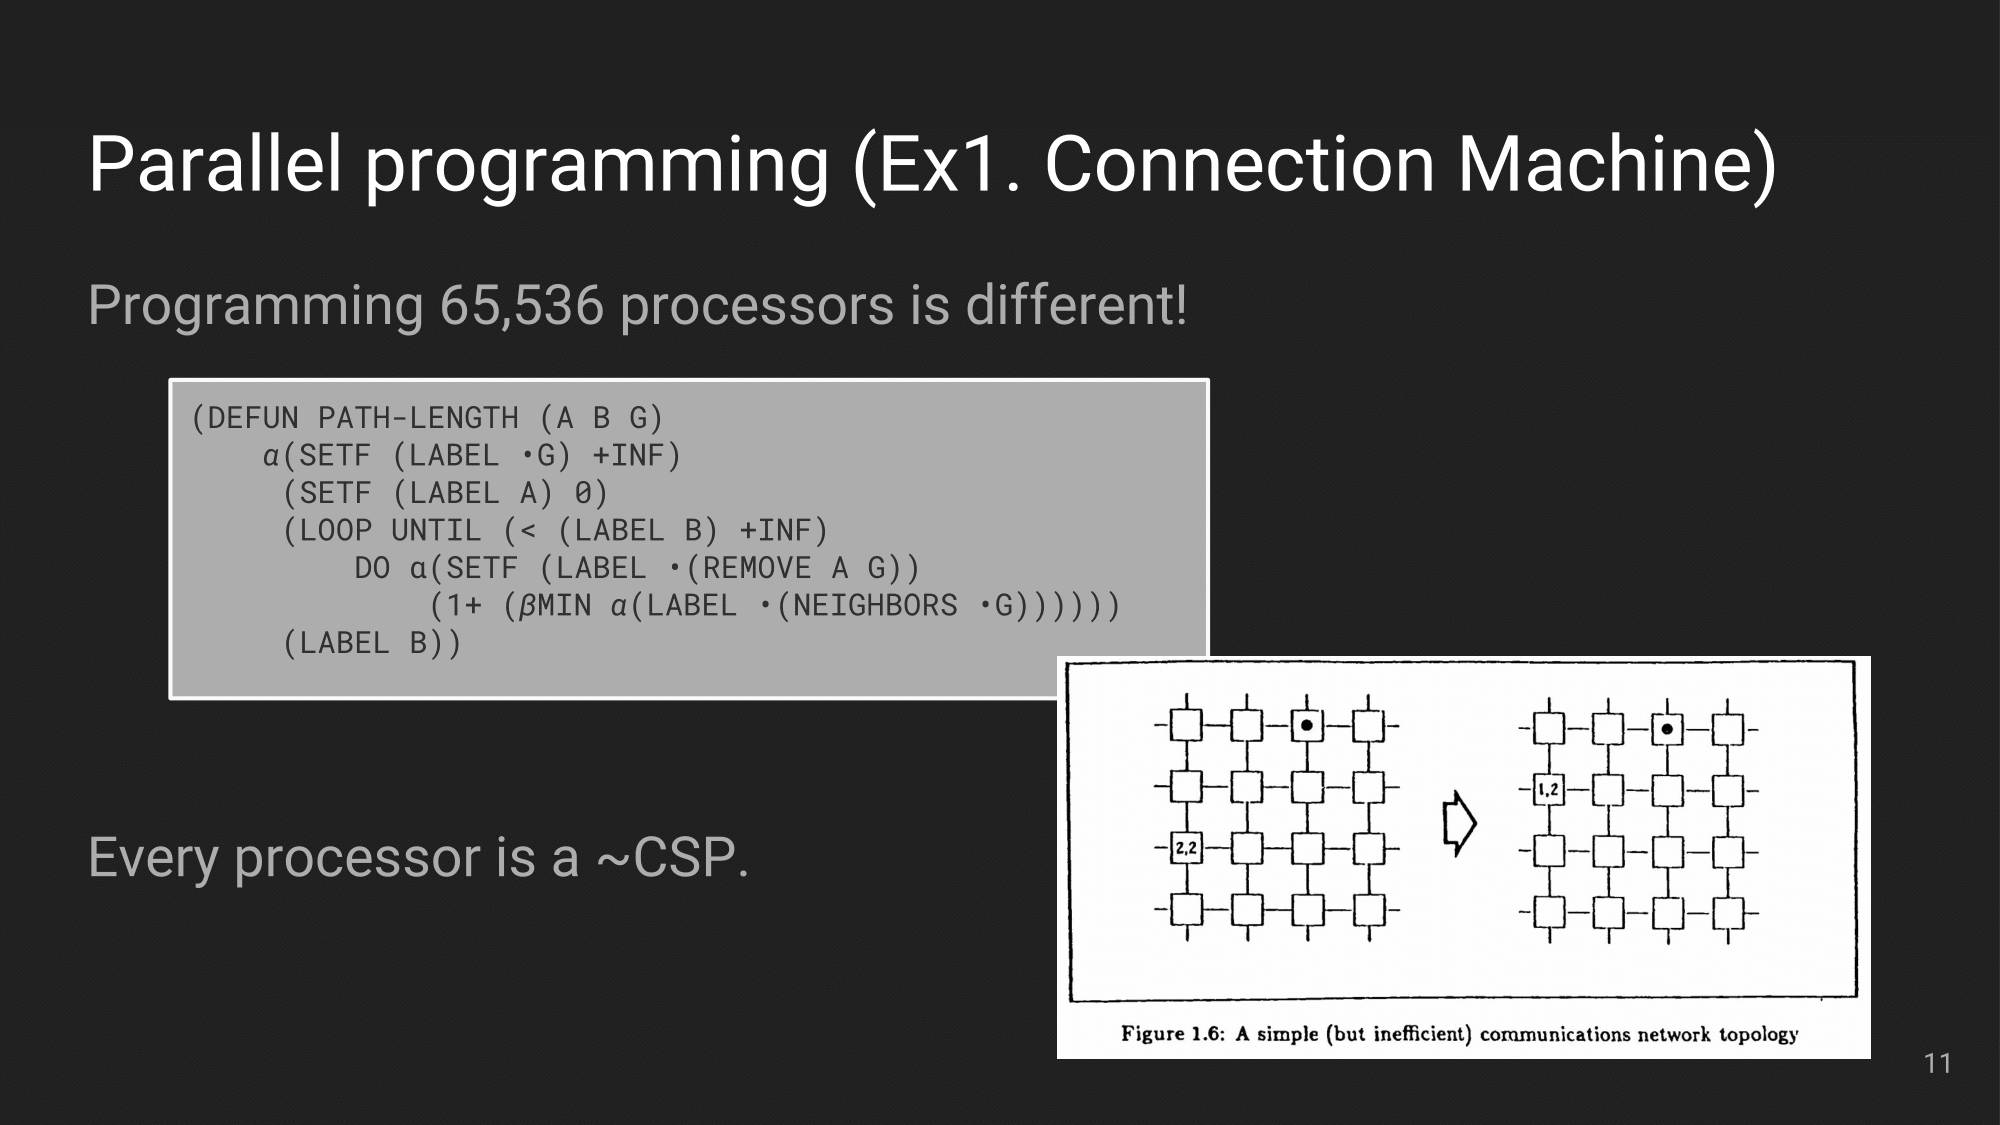 Parallel programming (Ex1. Connection Machine)
Programming 65,536 processors is different!
(DEFUN PATH-LENGTH (A B G)
    α(SETF (LABEL •G) +INF)
     (SETF (LABEL A) 0)
     (LOOP UNTIL (< (LABEL B) +INF)
         DO α(SETF (LABEL •(REMOVE A G))
             (1+ (βMIN α(LABEL •(NEIGHBORS •G))))))
     (LABEL B))
Every processor is a ~CSP.
2,2
1,2
Figure 1.6: A simple (but inefficient) communications network topology
11